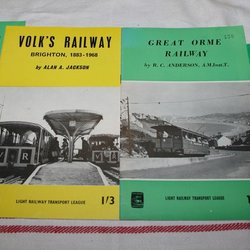 VOLK'S RAILWAY
BRIGHTON, 1883-1968
by ALAN A. JACKSON
V R
LIGHT RAILWAY TRANSPORT LEAGUE
1/3
GREAT ORME
RAILWAY
by R. C. ANDERSON, A.M.Inst.T.
LIGHT RAILWAY TRANSPORT LEAGUE